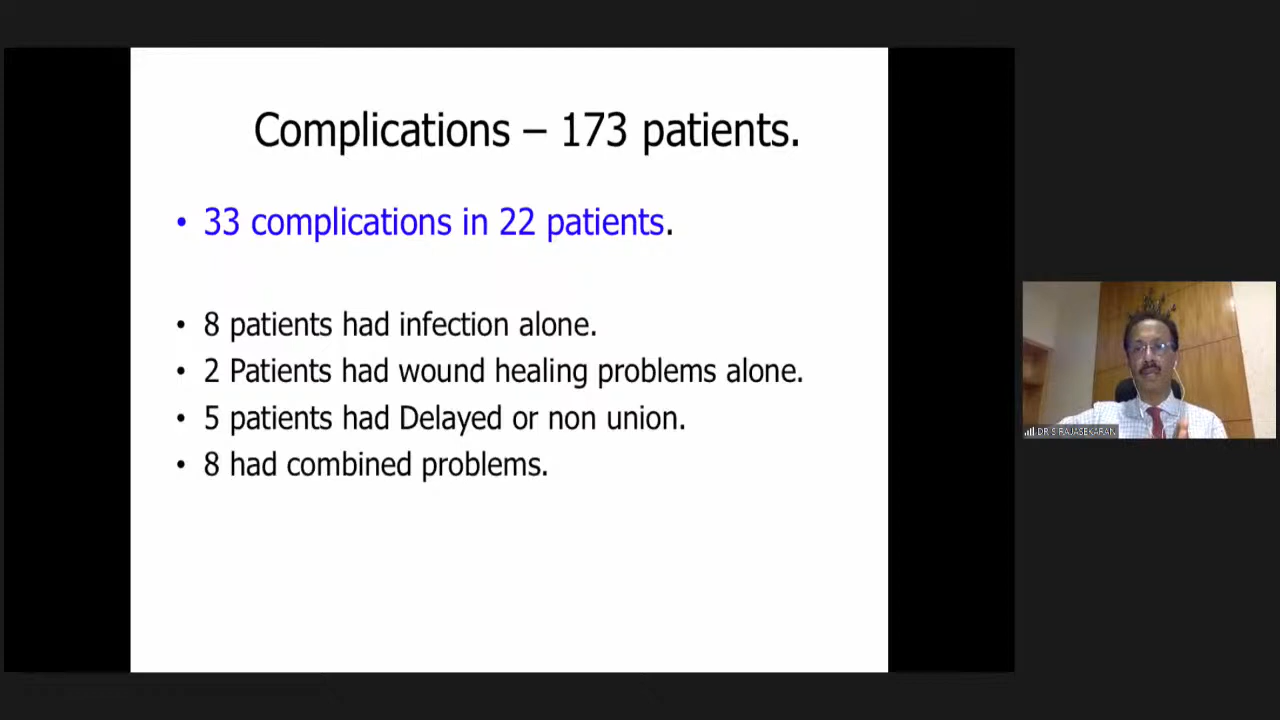 Complications – 173 patients.
• 33 complications in 22 patients.
• 8 patients had infection alone.
• 2 Patients had wound healing problems alone.
• 5 patients had Delayed or non union.
• 8 had combined problems.
DR S RAJASEKARAN